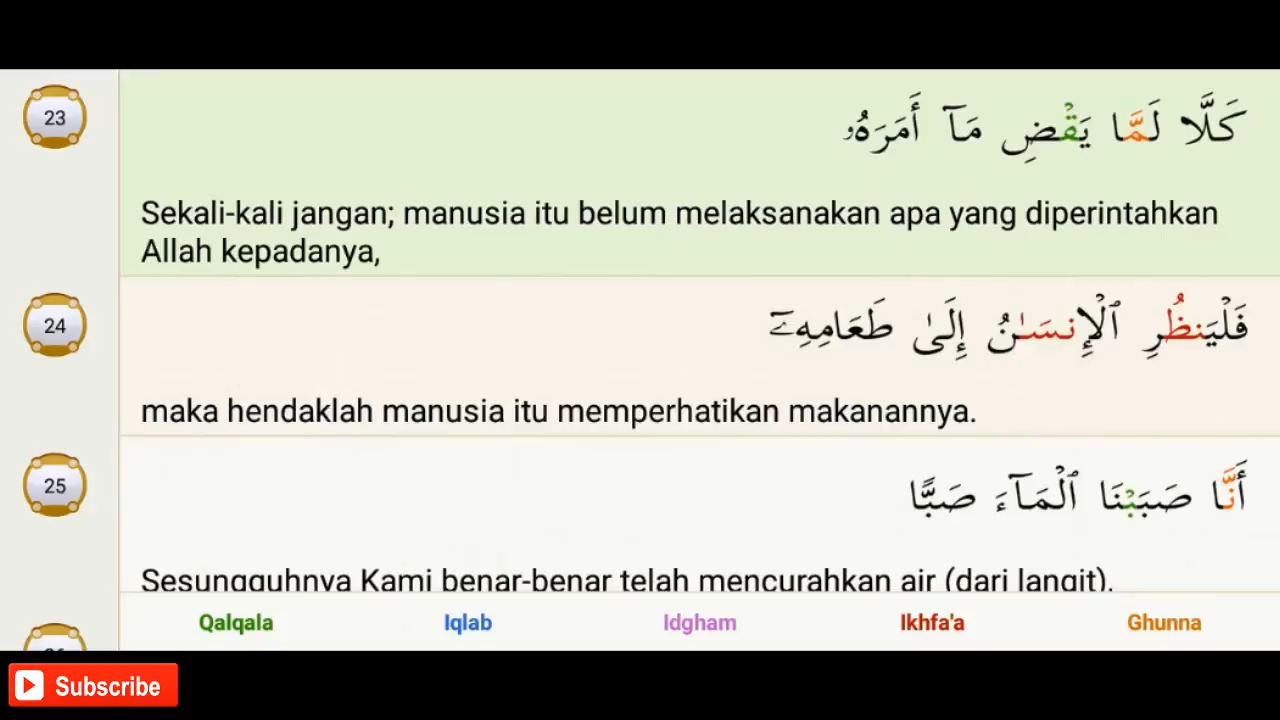 23
كَلَّا لَمَّا يَقْضِ مَآ أَمَرَهُۥ
Sekali-kali jangan; manusia itu belum melaksanakan apa yang diperintahkan
Allah kepadanya,
24
فَلْيَنظُرِ ٱلْإِنسَـٰنُ إِلَىٰ طَعَامِهِۦٓ
maka hendaklah manusia itu memperhatikan makanannya.
25
أَنَّا صَبَبْنَا ٱلْمَآءَ صَبًّا
Sesungguhnya Kami benar-benar telah mencurahkan air (dari langit),
Qalqala Iqlab Idgham Ikhfa'a Ghunna
Subscribe